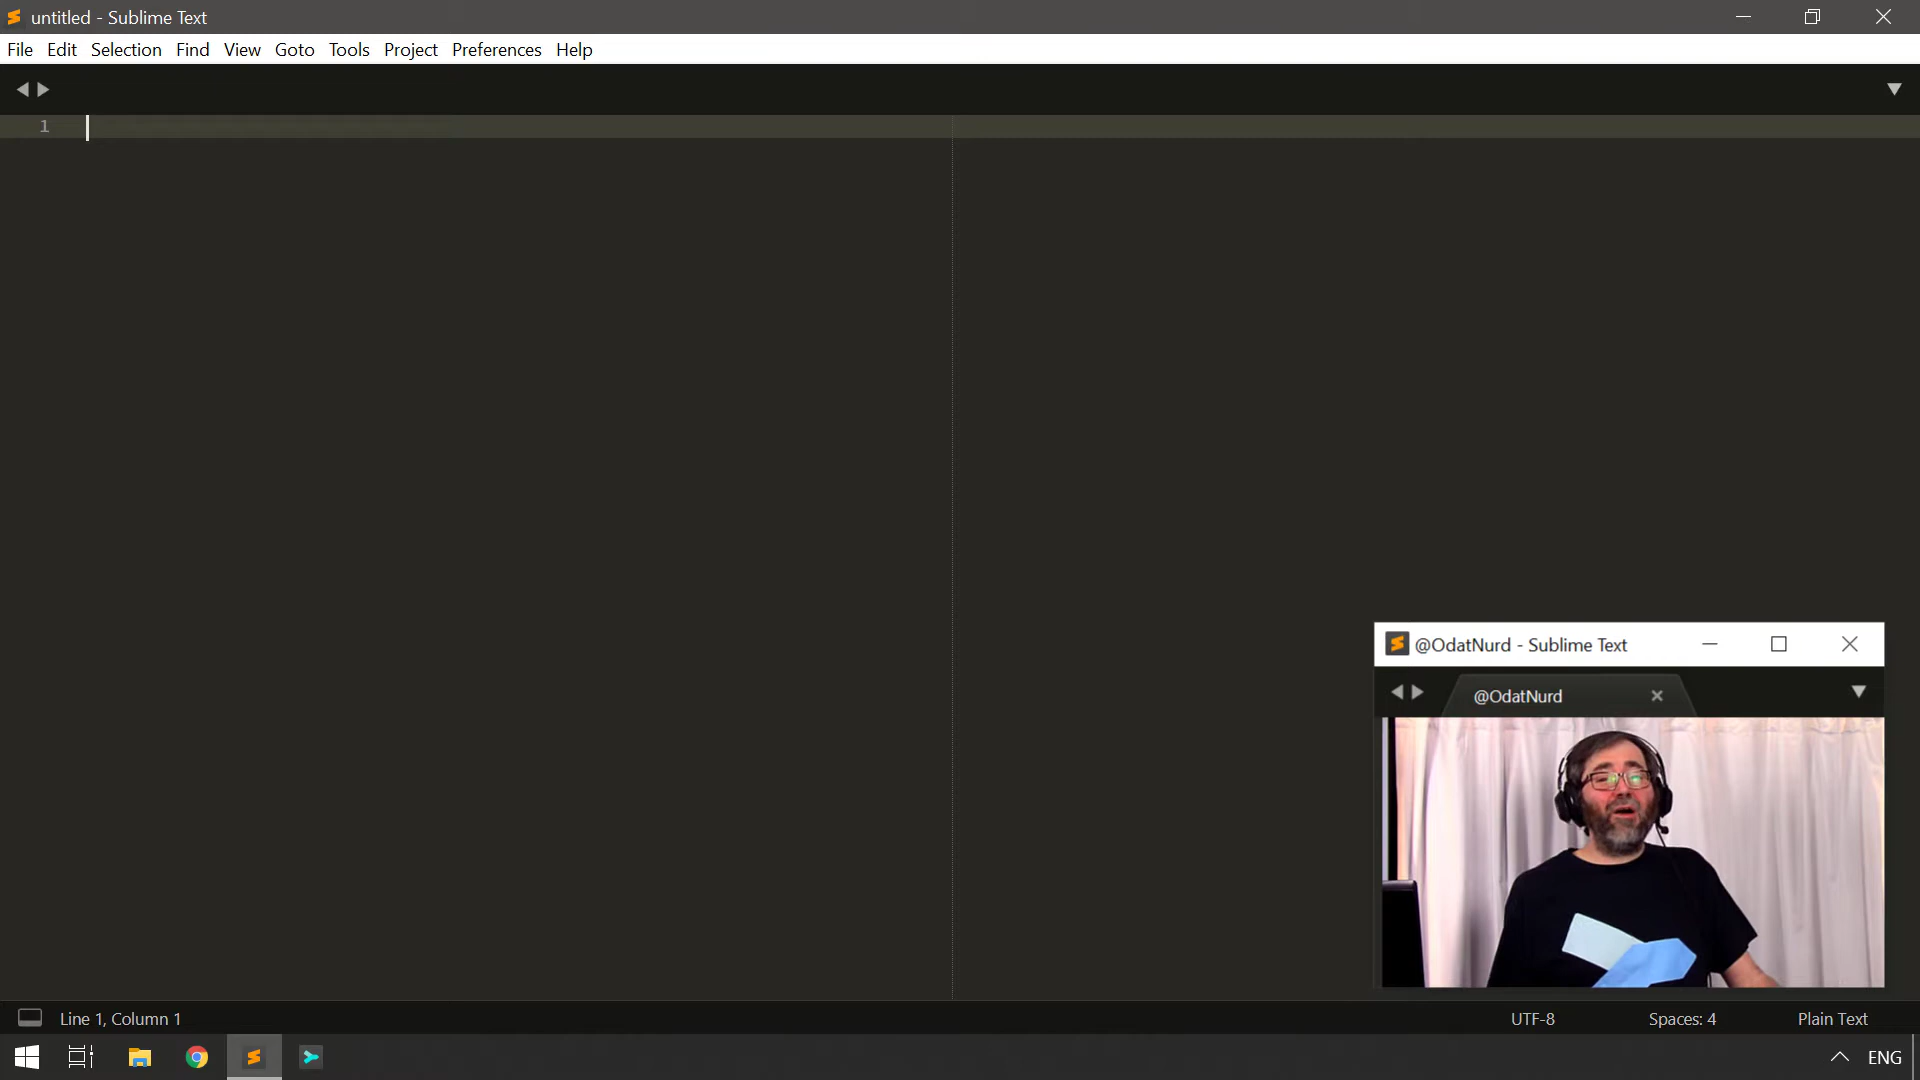 untitled - Sublime Text
File Edit Selection Find View Goto Tools Project Preferences Help
1
@OdatNurd - Sublime Text
@OdatNurd
Line 1, Column 1 UTF-8 Spaces: 4 Plain Text
ENG